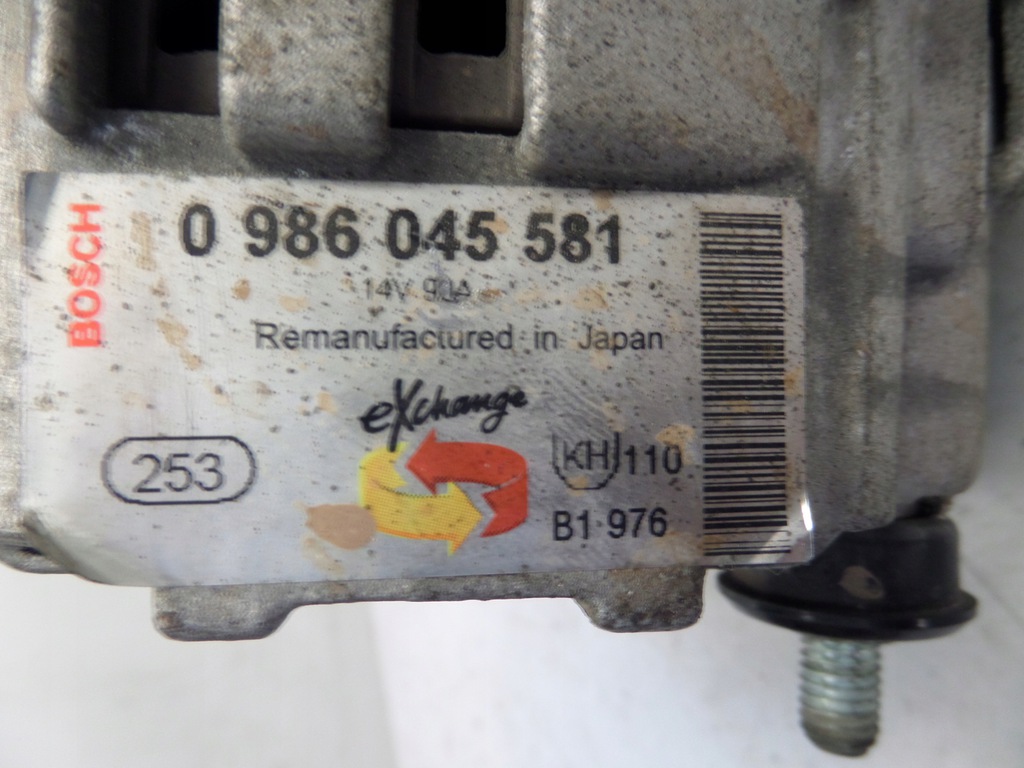 BOSCH
0 986 045 581
14V 90A
Remanufactured in Japan
eXchange
253
KH 110
B1 976